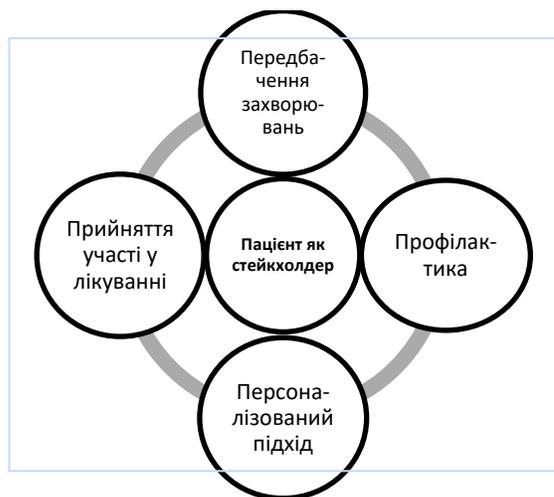 Передба-
чення
захворю-
вань
Прийняття
участі у
лікуванні
Пацієнт як
стейкхолдер
Профілак-
тика
Персона-
лізований
підхід